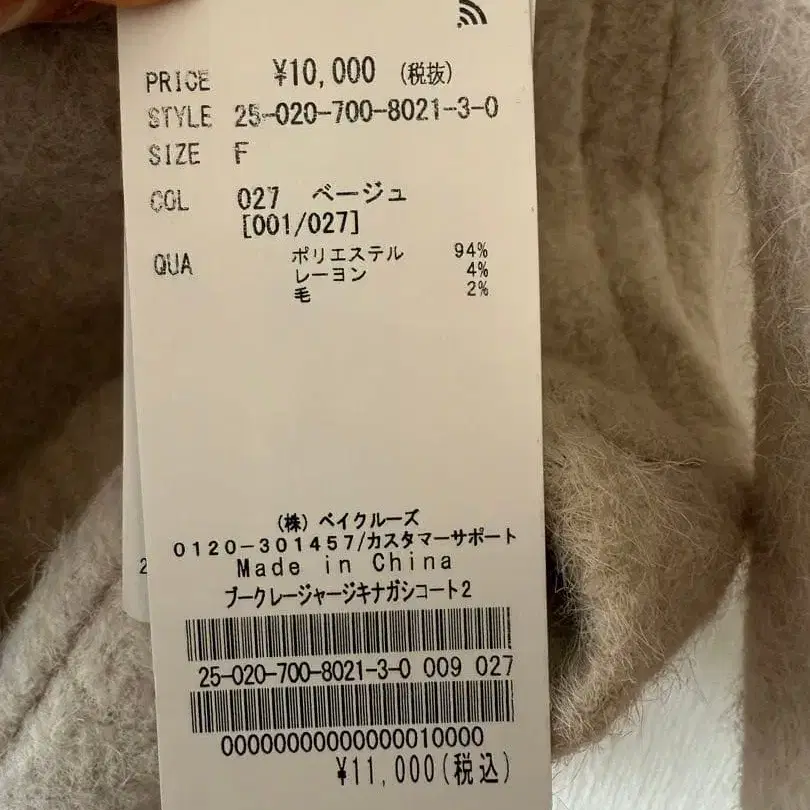 PRICE ¥10,000 (税抜)
STYLE 25-020-700-8021-3-0
SIZE F
COL 027 ベージュ
[001/027]
QUA ポリエステル 94%
レーヨン 4%
毛 2%
(株) ベイクルーズ
0120-301457/カスタマーサポート
Made in China
ブークレージャージキナガシコート2
25-020-700-8021-3-0 009 027
00000000000000010000
¥11,000(税込)
2